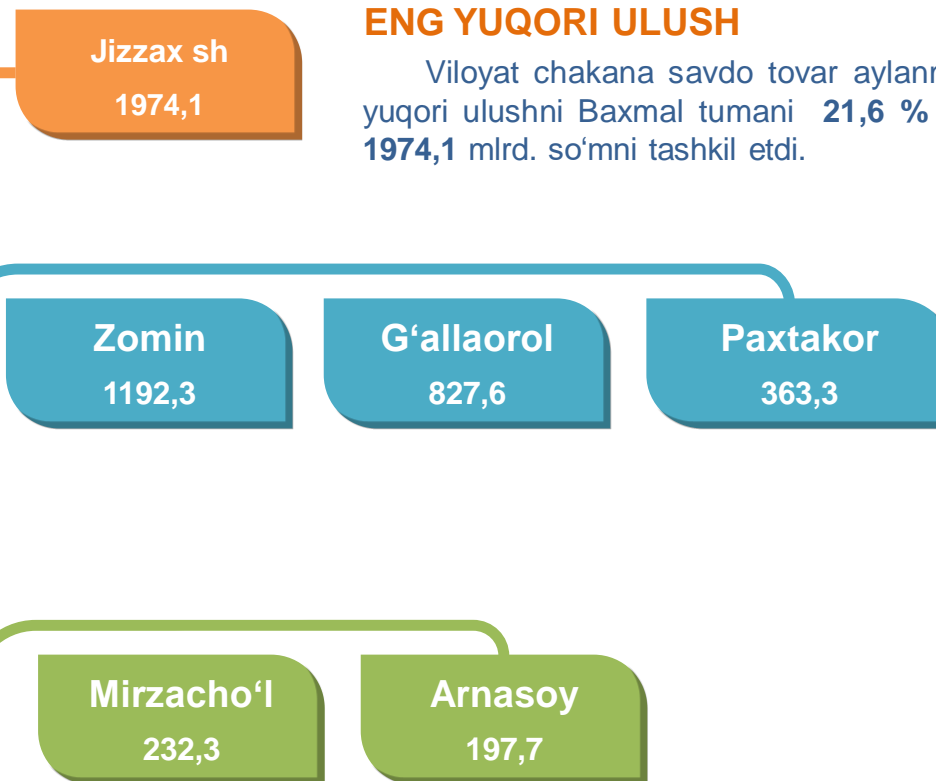 ENG YUQORI ULUSH
Jizzax sh
1974,1
Viloyat chakana savdo tovar
yuqori ulushni Baxmal tumani 21,6 %
1974,1 mlrd. so‘mni tashkil etdi.
Zomin
1192,3
G‘allaorol
827,6
Paxtakor
363,3
Mirzacho‘l
232,3
Arnasoy
197,7